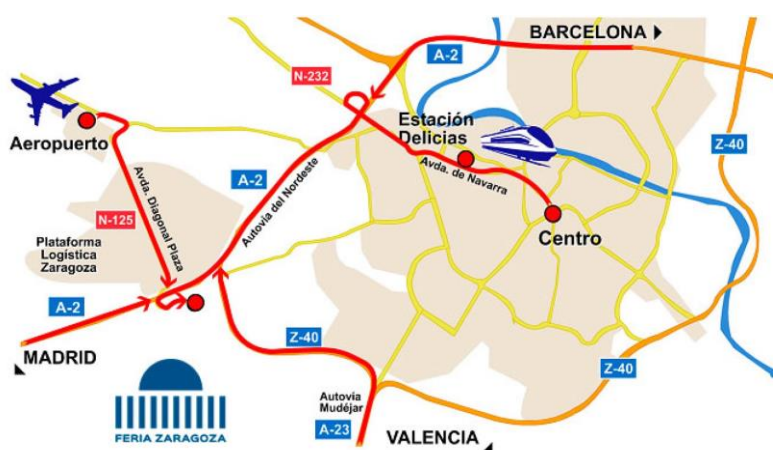 BARCELONA
A-2
N-232
Estación
Delicias
Aeropuerto
Z-40
A-2
Avda. de Navarra
Autovía del Nordeste
Avda. Diagonal Plaza
N-125
Centro
Plataforma
Logística
Zaragoza
A-2
MADRID
Z-40
Z-40
Autovía
Mudéjar
A-23
VALENCIA
FERIA ZARAGOZA